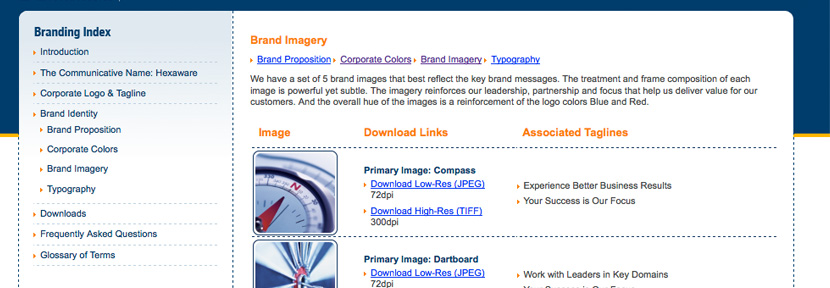 Branding Index
Introduction
The Communicative Name: Hexaware
Corporate Logo & Tagline
Brand Identity
Brand Proposition
Corporate Colors
Brand Imagery
Typography
Downloads
Frequently Asked Questions
Glossary of Terms
Brand Imagery
Brand Proposition Corporate Colors Brand Imagery Typography
We have a set of 5 brand images that best reflect the key brand messages. The treatment and frame composition of each
image is powerful yet subtle. The imagery reinforces our leadership, partnership and focus that help us deliver value for our
customers. And the overall hue of the images is a reinforcement of the logo colors Blue and Red.
Image Download Links Associated Taglines
Primary Image: Compass
Download Low-Res (JPEG)
72dpi
Download High-Res (TIFF)
300dpi
Experience Better Business Results
Your Success is Our Focus
N
Primary Image: Dartboard
Download Low-Res (JPEG)
72dpi
Work with Leaders in Key Domains
Your Success is Our Focus